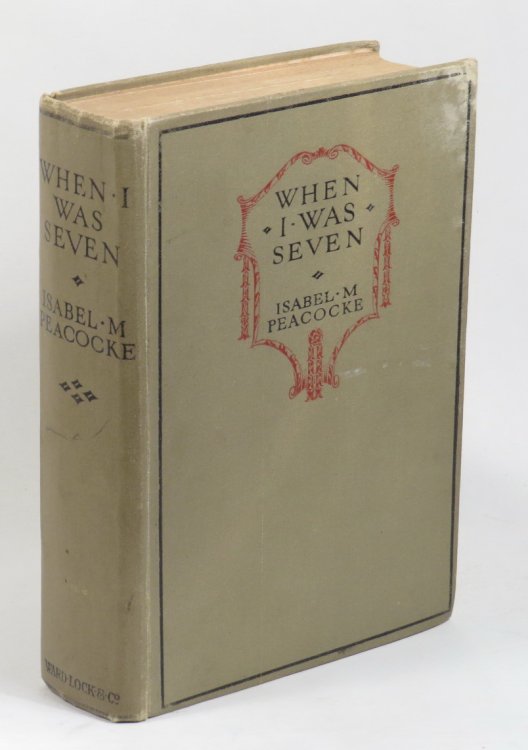 WHEN · I
WAS
SEVEN
ISABEL · M
PEACOCKE
WARD · LOCK · & · Co
WHEN
· I · WAS ·
SEVEN
ISABEL · M
PEACOCKE